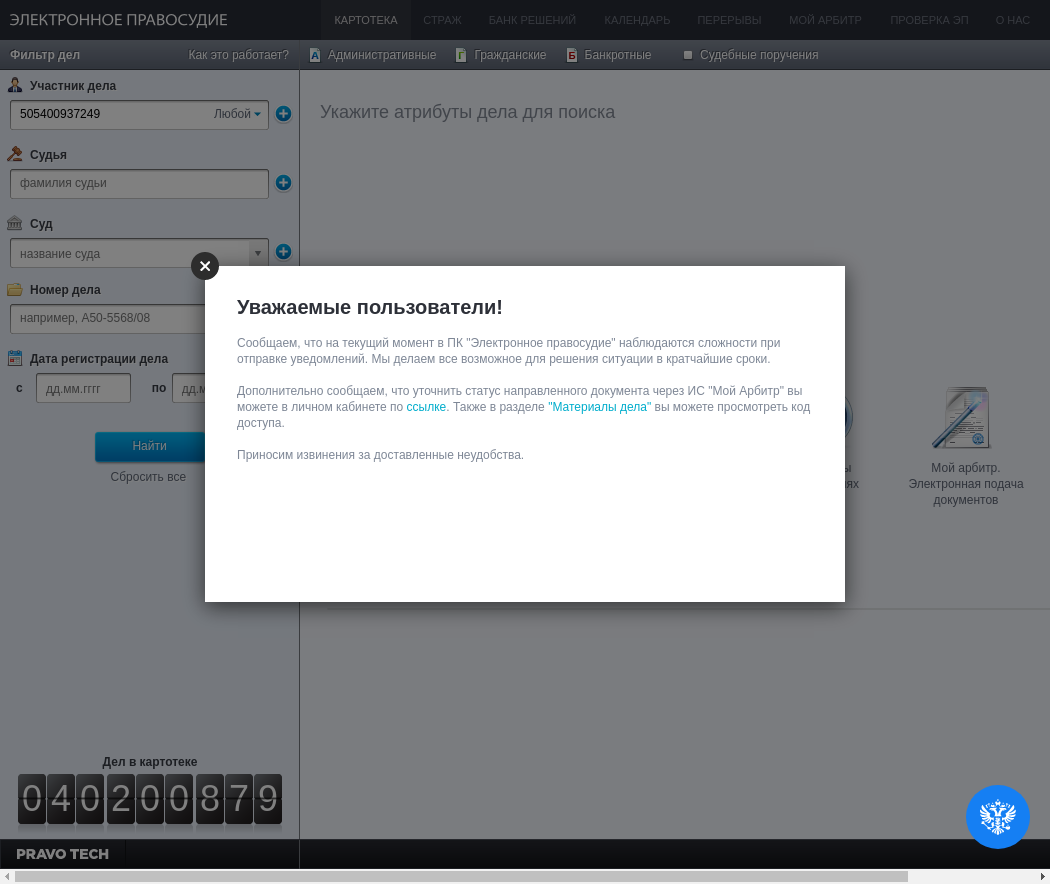 ЭЛЕКТРОННОЕ ПРАВОСУДИЕ
КАРТОТЕКА СТРАЖ БАНК РЕШЕНИЙ КАЛЕНДАРЬ ПЕРЕРЫВЫ МОЙ АРБИТР ПРОВЕРКА ЭП О НАС
Фильтр дел Как это работает?
А Административные Г Гражданские Б Банкротные Судебные поручения
Участник дела
505400937249 Любой
Укажите атрибуты дела для поиска
Судья
фамилия судьи
Суд
название суда
Номер дела
например, А50-5568/08
Дата регистрации дела
с дд.мм.гггг по дд.м
Найти
Сбросить все
Уважаемые пользователи!
Сообщаем, что на текущий момент в ПК "Электронное правосудие" наблюдаются сложности при
отправке уведомлений. Мы делаем все возможное для решения ситуации в кратчайшие сроки.
Дополнительно сообщаем, что уточнить статус направленного документа через ИС "Мой Арбитр" вы
можете в личном кабинете по ссылке. Также в разделе "Материалы дела" вы можете просмотреть код
доступа.
Приносим извинения за доставленные неудобства.
Мой арбитр.
Электронная подача
документов
Дел в картотеке
040200879
PRAVO TECH